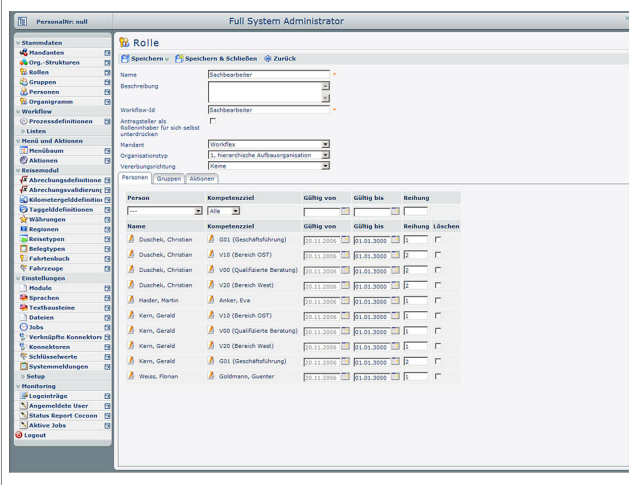 PersonalNr: null
Full System Administrator
Stammdaten
Mandanten
Org.-Strukturen
Rollen
Gruppen
Personen
Organigramm
Workflow
Prozessdefinitionen
Listen
Menü und Aktionen
Menübaum
Aktionen
Reisemodul
Abrechungsdefinitione
Abrechungsvalidierung
Kilometergelddefinition
Taggelddefinitionen
Währungen
Regionen
Reisetypen
Belegtypen
Fahrtenbuch
Fahrzeuge
Einstellungen
Module
Sprachen
Textbausteine
Dateien
Jobs
Verknüpfte Konnektore
Konnektoren
Schlüsselwerte
Systemmeldungen
Setup
Monitoring
Logeinträge
Angemeldete User
Status Report Cocoon
Aktive Jobs
Logout
Rolle
Speichern Speichern & Schließen Zurück
Name Sachbearbeiter *
Beschreibung
Workflow-Id Sachbearbeiter *
Antragsteller als
Rolleninhaber für sich selbst
unterdrücken
Mandant Workflex
Organisationstyp 1, hierarchische Aufbauorganisation
Vererbungsrichtung Keine
Personen Gruppen Aktionen
Person Kompetenzziel Gültig von Gültig bis Reihung
--- Alle
Name Kompetenzziel Gültig von Gültig bis Reihung Löschen
Duschek, Christian G01 (Geschäftsführung) 20.11.2006 01.01.3000 1
Duschek, Christian V10 (Bereich OST) 20.11.2006 01.01.3000 2
Duschek, Christian V00 (Qualifizierte Beratung) 20.11.2006 01.01.3000 2
Duschek, Christian V20 (Bereich West) 20.11.2006 01.01.3000 2
Haider, Martin Anker, Eva 20.11.2006 01.01.3000 1
Kern, Gerald V10 (Bereich OST) 20.11.2006 01.01.3000 1
Kern, Gerald V00 (Qualifizierte Beratung) 20.11.2006 01.01.3000 1
Kern, Gerald V20 (Bereich West) 20.11.2006 01.01.3000 1
Kern, Gerald G01 (Geschäftsführung) 20.11.2006 01.01.3000 2
Weiss, Florian Goldmann, Guenter 20.11.2006 01.01.3000 1